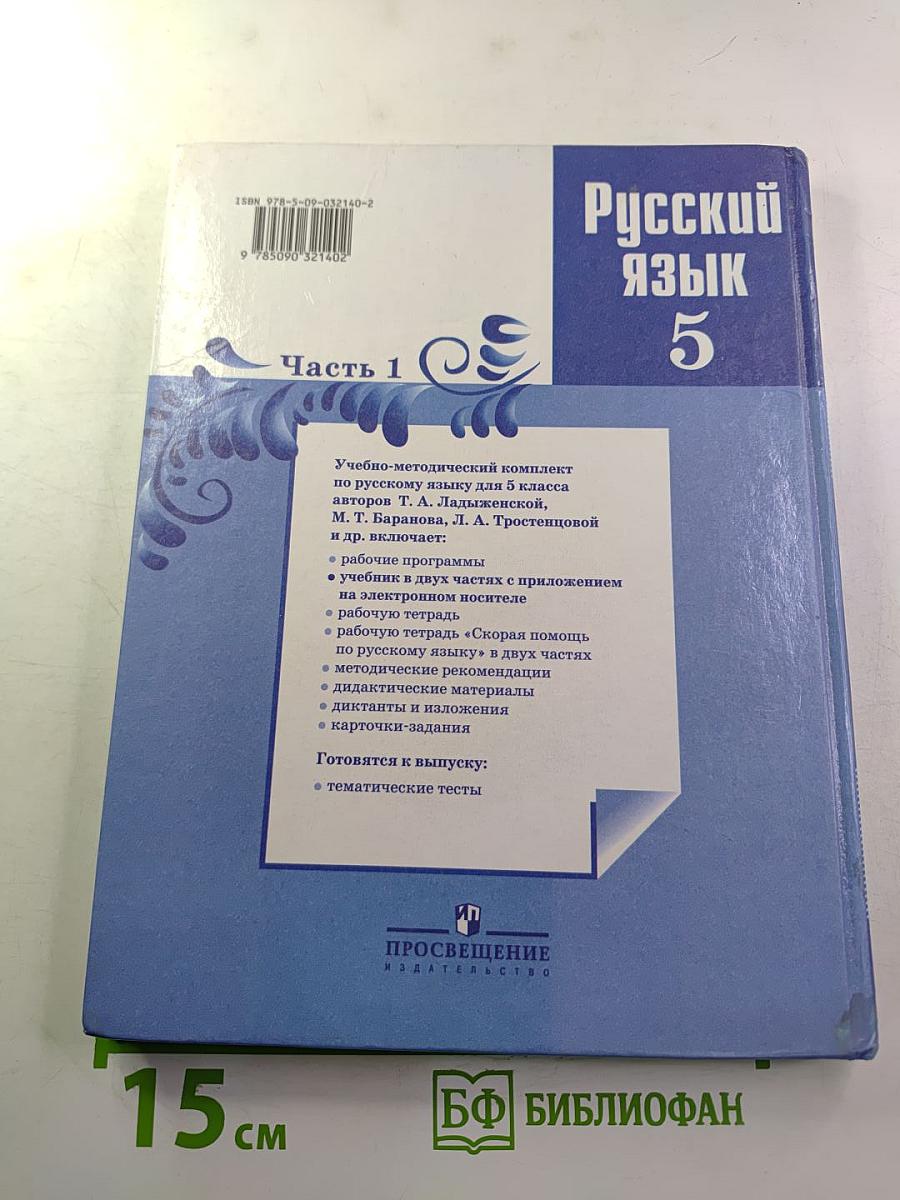 ISBN 978-5-09-032140-2
9 785090 321402
Русский
язык
5
Часть 1
Учебно-методический комплект
по русскому языку для 5 класса
авторов Т. А. Ладыженской,
М. Т. Баранова, Л. А. Тростенцовой
и др. включает:
• рабочие программы
• учебник в двух частях с приложением
на электронном носителе
• рабочую тетрадь
• рабочую тетрадь «Скорая помощь
по русскому языку» в двух частях
• методические рекомендации
• дидактические материалы
• диктанты и изложения
• карточки-задания
Готовятся к выпуску:
• тематические тесты
ИП
ПРОСВЕЩЕНИЕ
ИЗДАТЕЛЬСТВО
15 см
БФ БИБЛИОФАН